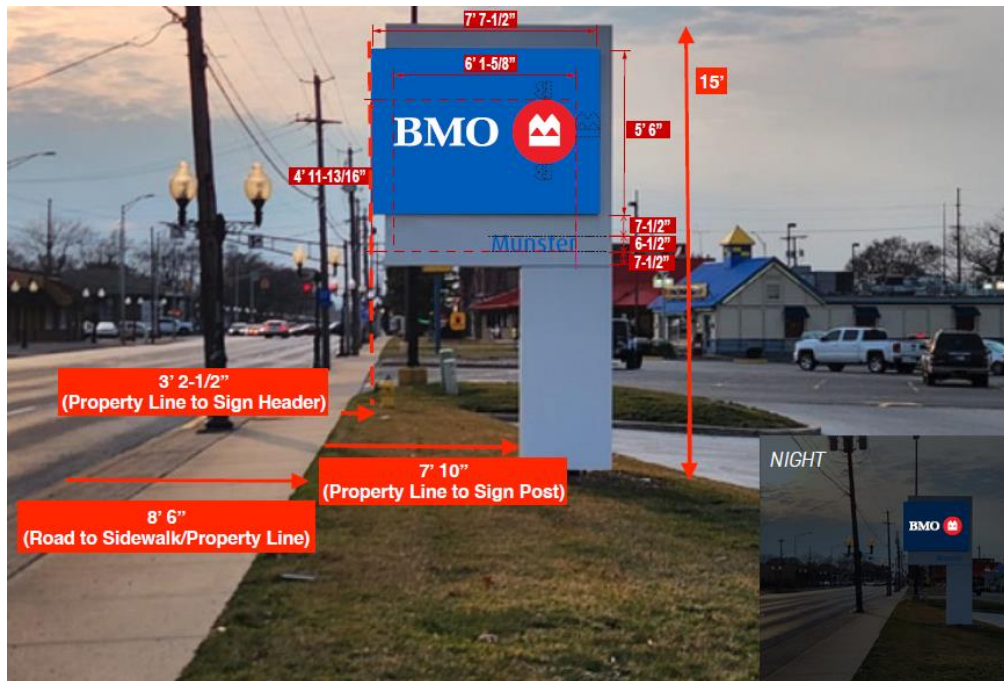 7' 7-1/2"
15'
6' 1-5/8"
5' 6"
BMO
4' 11-13/16"
7-1/2"
Munster
6-1/2"
7-1/2"
3' 2-1/2"
(Property Line to Sign Header)
7' 10"
(Property Line to Sign Post)
8' 6"
(Road to Sidewalk/Property Line)
NIGHT
BMO
Munster